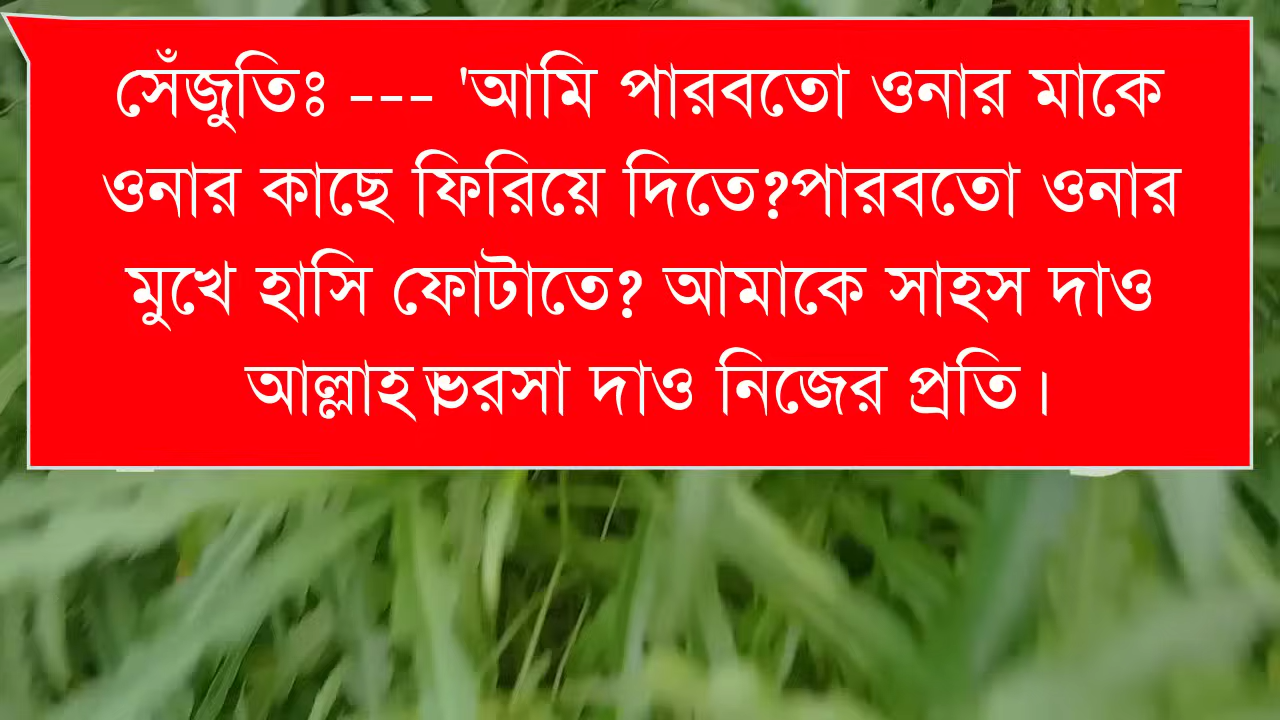 সেঁজুতিঃ --- 'আমি পারবতো ওনার মাকে
ওনার কাছে ফিরিয়ে দিতে?পারবতো ওনার
মুখে হাসি ফোটাতে? আমাকে সাহস দাও
আল্লাহ।ভরসা দাও নিজের প্রতি।